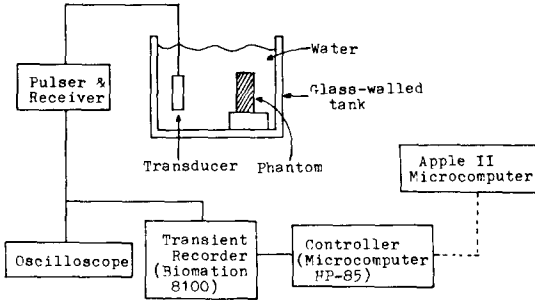 Water
Pulser &
Receiver
Glass-walled
tank
Transducer
Phantom
Apple II
Microcomputer
Oscilloscope
Transient
Recorder
(Biomation
8100)
Controller
(Microcomputer
HP-85)